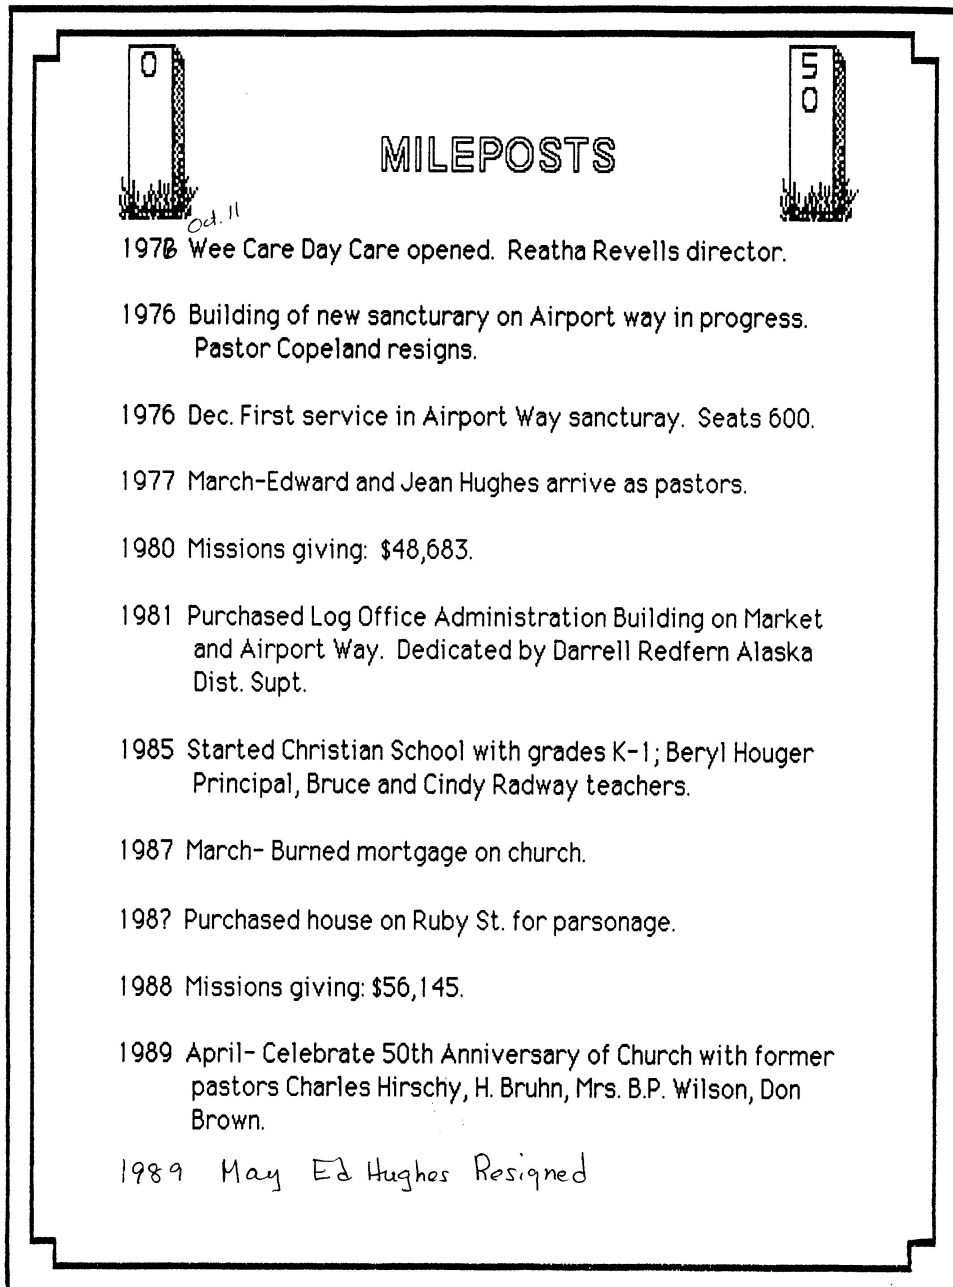 0
5
0
MILEPOSTS
Oct. 11
Wee Care Day Care opened. Reatha Revells director.
1976 Building of new sancturary on Airport way in progress.
Pastor Copeland resigns.
1976 Dec. First service in Airport Way sancturay. Seats 600.
1977 March-Edward and Jean Hughes arrive as pastors.
1980 Missions giving: $48,683.
1981 Purchased Log Office Administration Building on Market
and Airport Way. Dedicated by Darrell Redfern Alaska
Dist. Supt.
1985 Started Christian School with grades K-1; Beryl Houger
Principal, Bruce and Cindy Radway teachers.
1987 March- Burned mortgage on church.
198? Purchased house on Ruby St. for parsonage.
1988 Missions giving: $56,145.
1989 April- Celebrate 50th Anniversary of Church with former
pastors Charles Hirschy, H. Bruhn, Mrs. B.P. Wilson, Don
Brown.
1989 May Ed Hughes Resigned